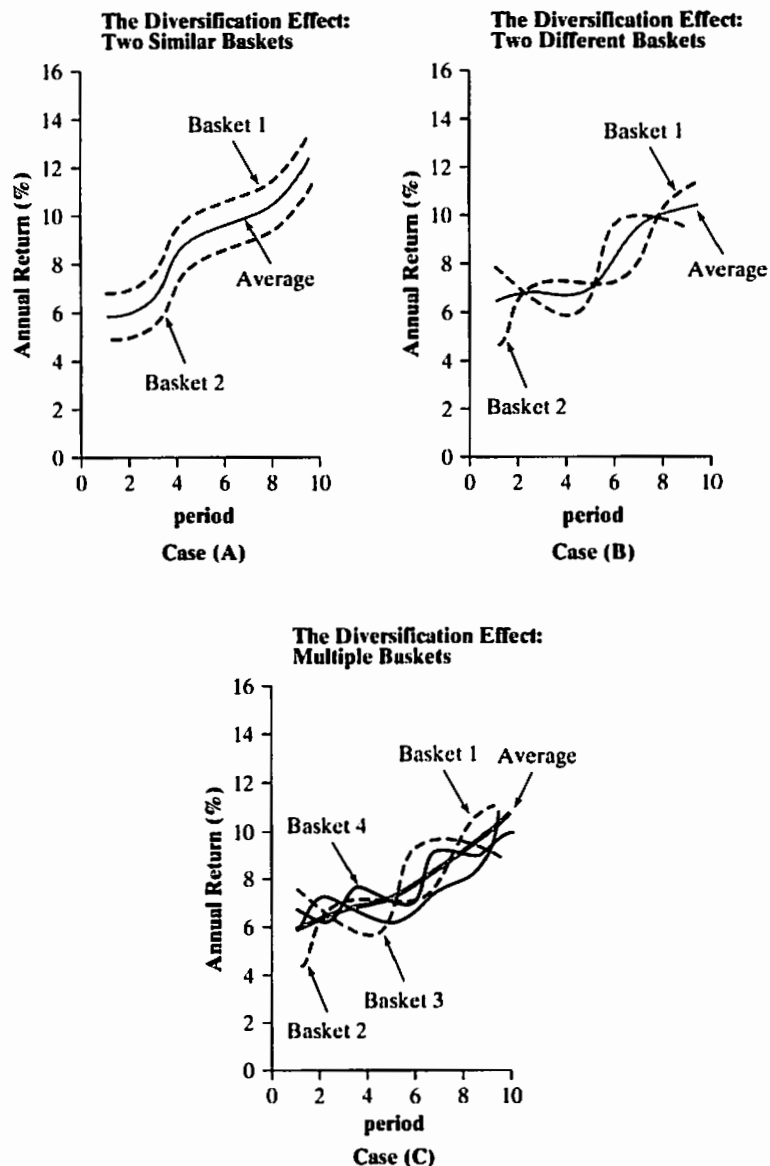 The Diversification Effect:
Two Similar Baskets
16
14
12
10
8
6
4
2
0
Annual Return (%)
Basket 1
Average
Basket 2
0 2 4 6 8 10
period
Case (A)
The Diversification Effect:
Two Different Baskets
16
14
12
10
8
6
4
2
0
Annual Return (%)
Basket 1
Average
Basket 2
0 2 4 6 8 10
period
Case (B)
The Diversification Effect:
Multiple Baskets
16
14
12
10
8
6
4
2
0
Annual Return (%)
Basket 1
Average
Basket 4
Basket 3
Basket 2
0 2 4 6 8 10
period
Case (C)